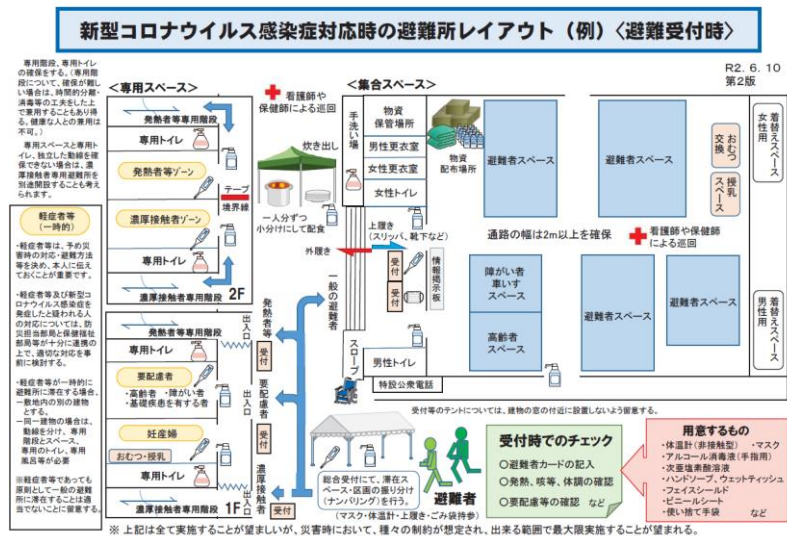 新型コロナウイルス感染症対応時の避難所レイアウト（例）〈避難受付時〉
R2. 6. 10
第2版
専用階段、専用トイレ
の確保をする。（専用階
段について、確保が難し
い場合は、時間的分離・
消毒等の工夫をした上
で兼用することもあり得
る。健康な人との兼用は
不可。）
専用スペースと専用ト
イレ、独立した動線を確
保できない場合は、濃
厚接触者専用避難所を
別途開設することも考え
られます。
軽症者等
（一時的）
・軽症者等は、予め災
害時の対応・避難方法
等を決め、本人に伝えて
おくことが重要です。
・軽症者等及び新型コ
ロナウイルス感染症を
発症したと疑われる人
の対応については、防
災担当部局と保健福祉
部局等が十分に連携の
上で、適切な対応を事
前に検討する。
・軽症者等が一時的に
避難所に滞在する場合、
一敷地内の別の建物
とする。
・同一建物の場合は、
動線を分け、専用
階段とスペース、
専用のトイレ、専用
風呂等が必要
※軽症者等であっても
原則として一般の避難
所に滞在することは適
当でないことに留意する。
＜専用スペース＞
発熱者等専用階段
専用トイレ
発熱者等ゾーン
テープ
境界線
濃厚接触者ゾーン
専用トイレ
濃厚接触者専用階段
2F
発熱者等専用階段
専用トイレ
要配慮者
・高齢者 ・障がい者
・基礎疾患を有する者
妊産婦
おむつ・授乳
専用トイレ
濃厚接触者専用階段
1F
出入口
出入口
出入口
発熱者等
受付
要配慮者
受付
濃厚接触者
受付
看護師や
保健師による巡回
炊き出し
一人分ずつ
小分けにして配食
一般の避難者
＜集合スペース＞
手洗い場
物資
保管場所
男性更衣室
女性更衣室
女性トイレ
物資
配布場所
上履き
（スリッパ、靴下など）
外履き
受付
受付
情報掲示板
スロープ
男性トイレ
特設公衆電話
避難者スペース
避難者スペース
通路の幅は2m以上を確保
看護師や保健師
による巡回
障がい者
車いす
スペース
高齢者
スペース
避難者スペース
避難者スペース
おむつ
交換
授乳
スペース
着替えスペース
女性用
着替えスペース
男性用
受付等のテントについては、建物の窓の付近に設置しないよう留意する。
総合受付にて、滞在ス
ペース・区画の振り分け
（ナンバリング）を行う。
（マスク・体温計・上履き・ごみ袋持参）
避難者
受付時でのチェック
○避難者カードの記入
○発熱、咳等、体調の確認
○要配慮者等の確認 など
用意するもの
・体温計（非接触型） ・マスク
・アルコール消毒液（手指用）
・次亜塩素酸溶液
・ハンドソープ、ウェットティッシュ
・フェイスシールド
・ビニールシート
・使い捨て手袋 など
※ 上記は全て実施することが望ましいが、災害時において、種々の制約が想定され、出来る範囲で最大限実施することが望まれる。